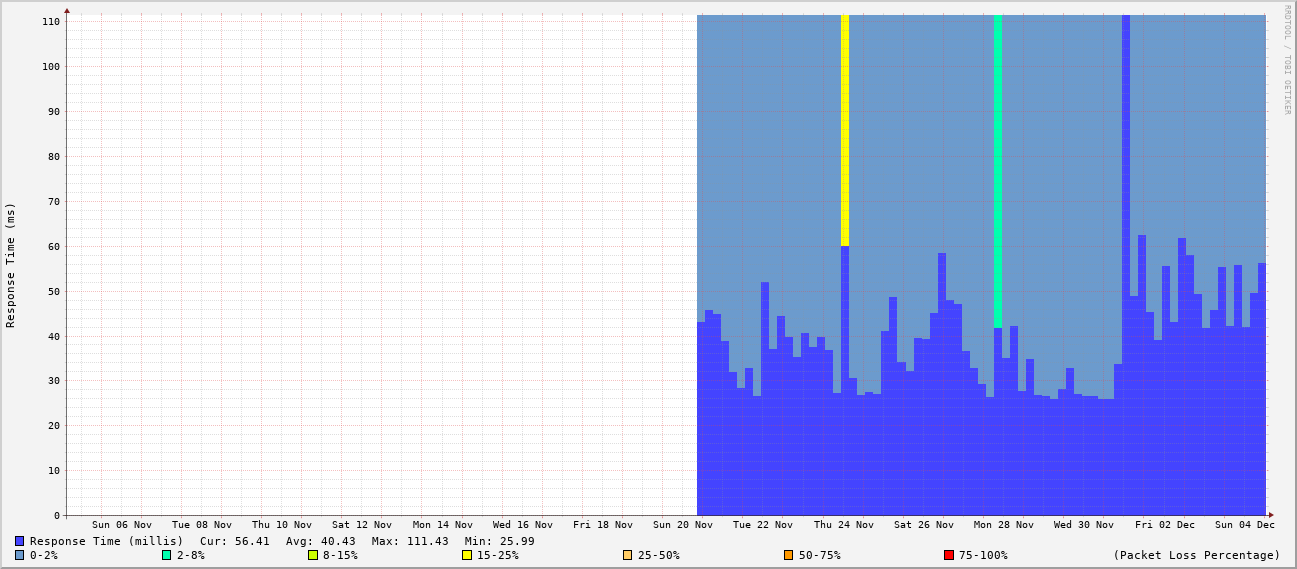 RRDTOOL / TOBI OETIKER
Response Time (ms)
110
100
90
80
70
60
50
40
30
20
10
0
Sun 06 Nov Tue 08 Nov Thu 10 Nov Sat 12 Nov Mon 14 Nov Wed 16 Nov Fri 18 Nov Sun 20 Nov Tue 22 Nov Thu 24 Nov Sat 26 Nov Mon 28 Nov Wed 30 Nov Fri 02 Dec Sun 04 Dec
Response Time (millis) Cur: 56.41 Avg: 40.43 Max: 111.43 Min: 25.99
0-2% 2-8% 8-15% 15-25% 25-50% 50-75% 75-100% (Packet Loss Percentage)